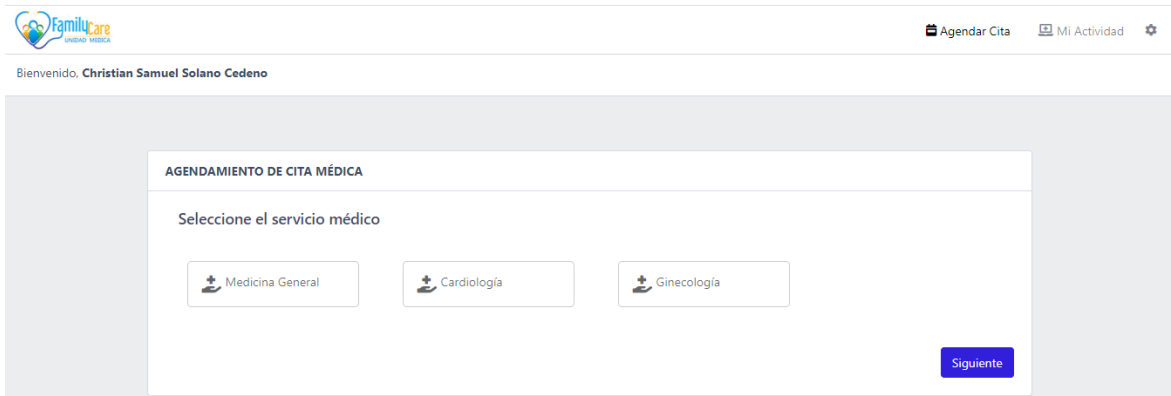 FamilyCare
UNIDAD MEDICA
Agendar Cita
Mi Actividad
Bienvenido, Christian Samuel Solano Cedeno
AGENDAMIENTO DE CITA MÉDICA
Seleccione el servicio médico
Medicina General
Cardiología
Ginecología
Siguiente